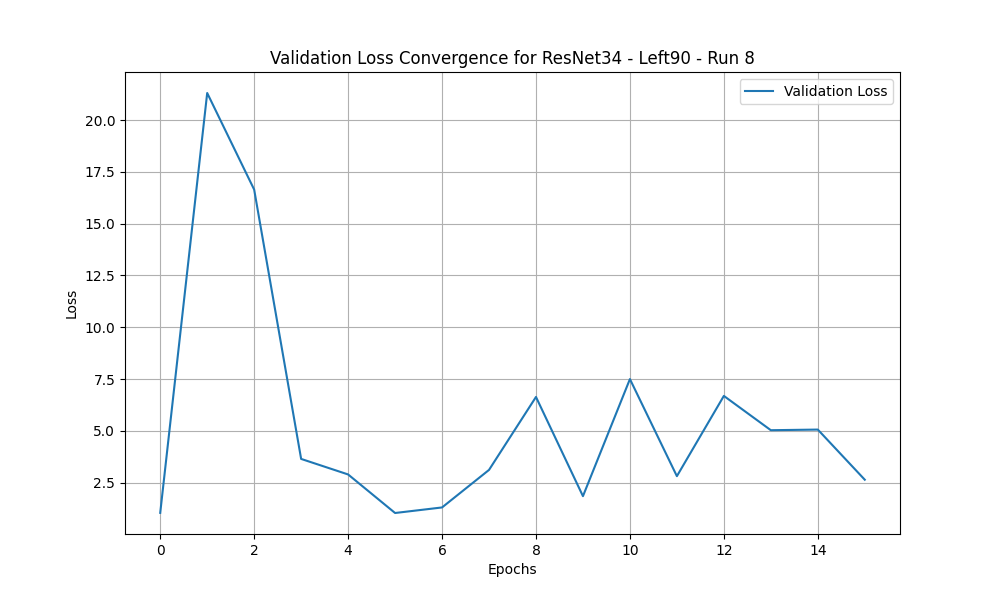 Validation Loss Convergence for ResNet34 - Left90 - Run 8
Validation Loss
20.0
17.5
15.0
12.5
10.0
7.5
5.0
2.5
Loss
0 2 4 6 8 10 12 14
Epochs